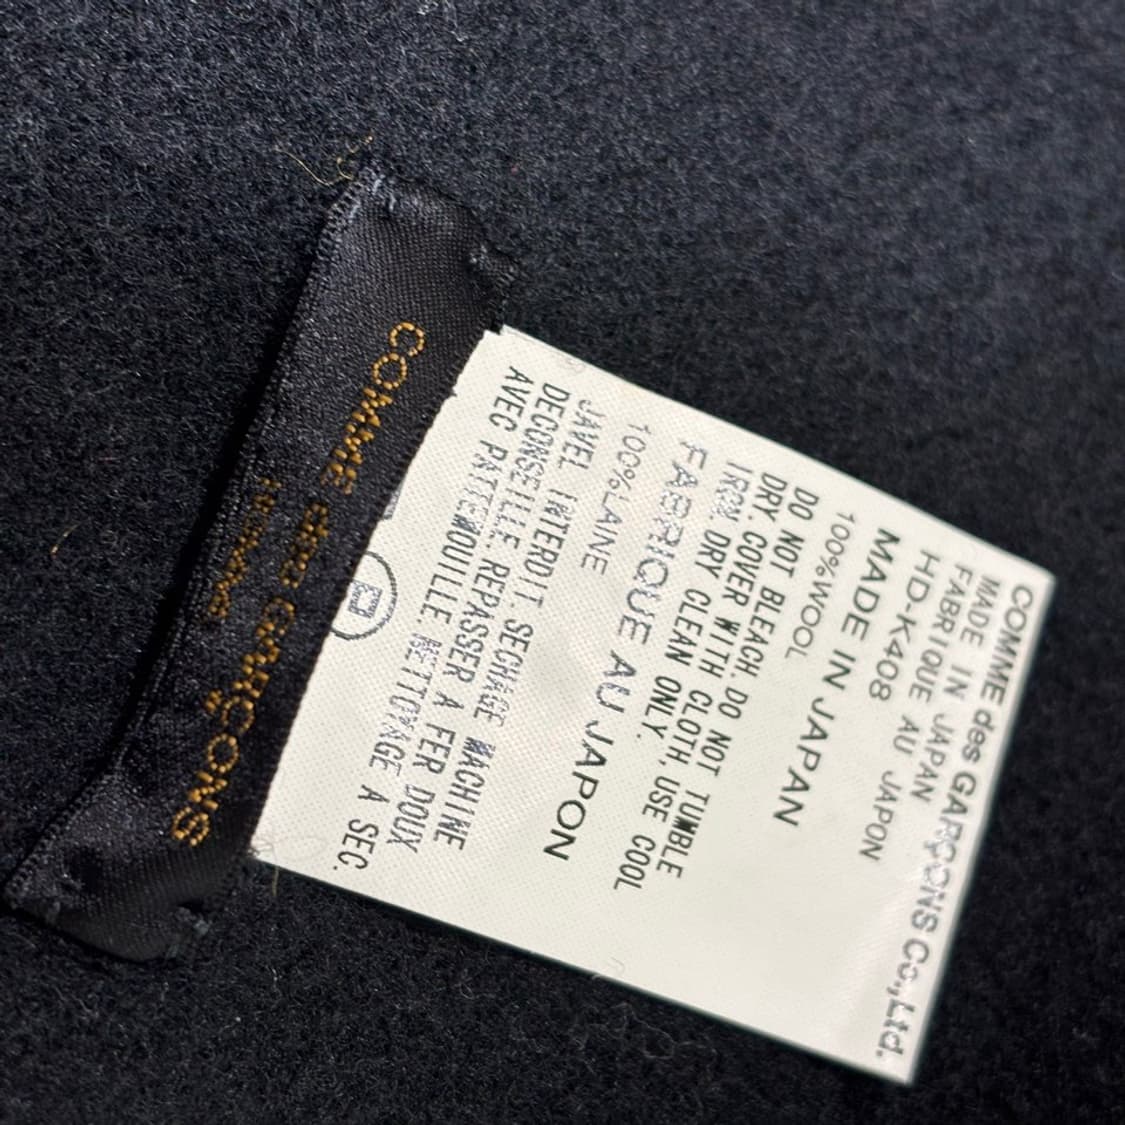 COMME des GARÇONS
HOMME
COMME des GARÇONS Co.,Ltd.
MADE IN JAPAN
FABRIQUE AU JAPON
HD-K408
MADE IN JAPAN
100%WOOL
DO NOT BLEACH. DO NOT TUMBLE
DRY. COVER WITH CLOTH, USE COOL
IRON DRY CLEAN ONLY.
FABRIQUE AU JAPON
100%LAINE
JAVEL INTERDIT. SECHAGE MACHINE
DECONSEILLE. REPASSER A FER DOUX
AVEC PATTEMOUILLE. NETTOYAGE A SEC.